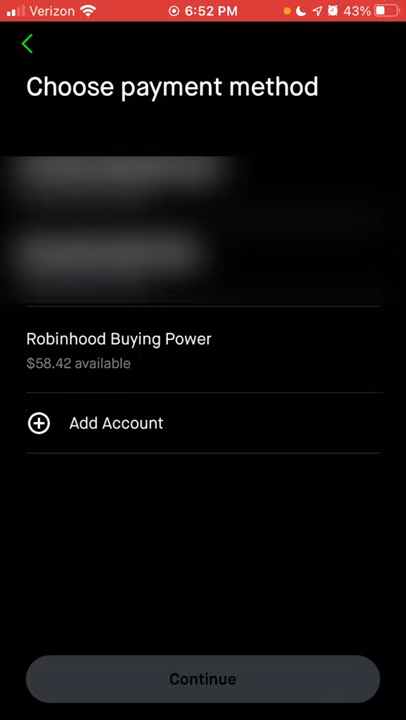 Verizon 6:52 PM 43%
Choose payment method
Robinhood Buying Power
$58.42 available
Add Account
Continue